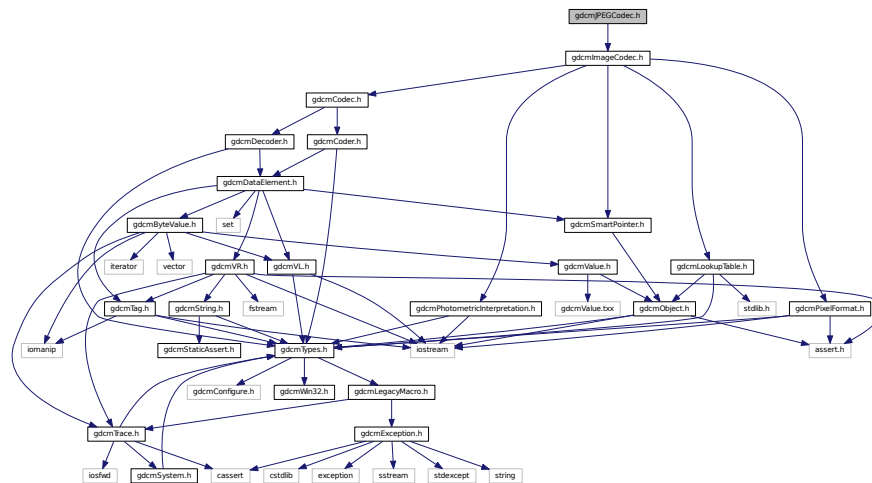 gdcmJPEGCodec.h
gdcmImageCodec.h
gdcmCodec.h
gdcmDecoder.h
gdcmCoder.h
gdcmDataElement.h
gdcmByteValue.h
set
gdcmSmartPointer.h
iterator
vector
gdcmVR.h
gdcmVL.h
gdcmValue.h
gdcmLookupTable.h
gdcmTag.h
gdcmString.h
fstream
gdcmPhotometricInterpretation.h
gdcmValue.txx
gdcmObject.h
stdlib.h
gdcmPixelFormat.h
iomanip
gdcmStaticAssert.h
gdcmTypes.h
iostream
assert.h
gdcmConfigure.h
gdcmWin32.h
gdcmLegacyMacro.h
gdcmTrace.h
gdcmException.h
iosfwd
gdcmSystem.h
cassert
cstdlib
exception
sstream
stdexcept
string